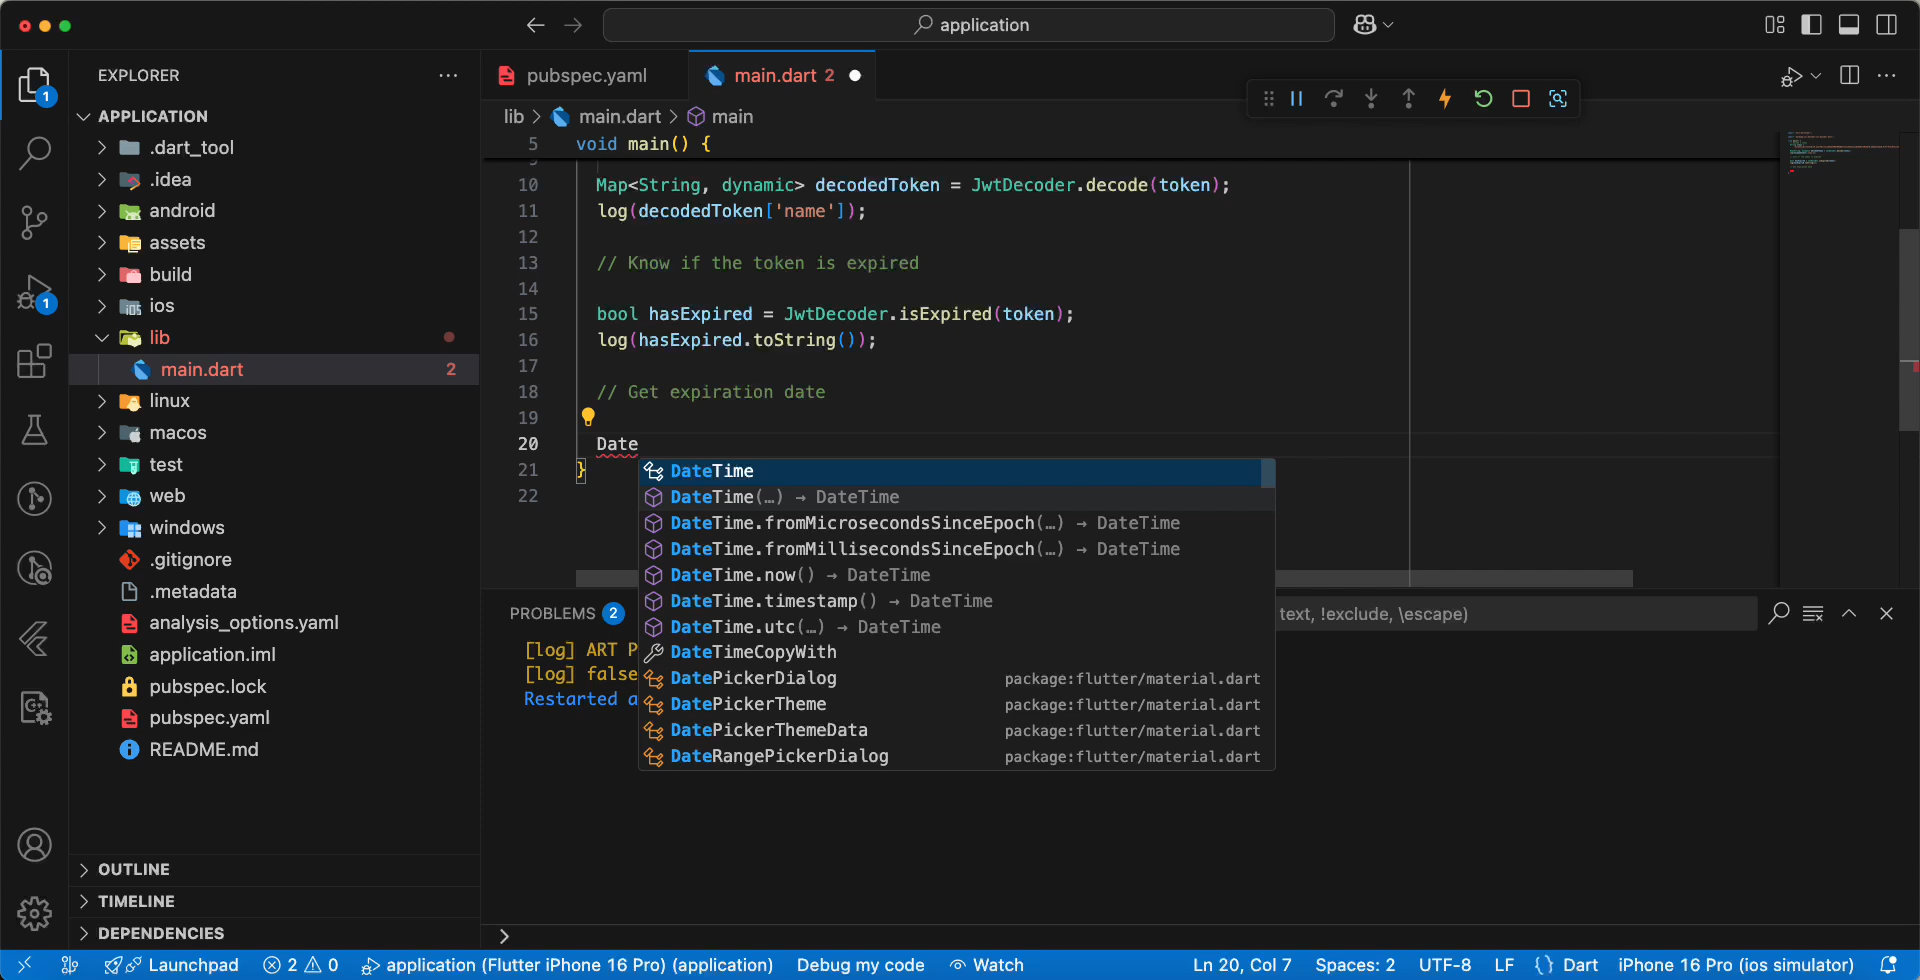 application
EXPLORER
APPLICATION
.dart_tool
.idea
android
assets
build
ios
lib
main.dart 2
linux
macos
test
web
windows
.gitignore
.metadata
analysis_options.yaml
application.iml
pubspec.lock
pubspec.yaml
README.md
OUTLINE
TIMELINE
DEPENDENCIES
1
1
pubspec.yaml
main.dart 2
lib > main.dart > main
5 void main() {
10 Map<String, dynamic> decodedToken = JwtDecoder.decode(token);
11 log(decodedToken['name']);
12
13 // Know if the token is expired
14
15 bool hasExpired = JwtDecoder.isExpired(token);
16 log(hasExpired.toString());
17
18 // Get expiration date
19
20 Date
21 }
22
DateTime
DateTime(…) → DateTime
DateTime.fromMicrosecondsSinceEpoch(…) → DateTime
DateTime.fromMillisecondsSinceEpoch(…) → DateTime
DateTime.now() → DateTime
DateTime.timestamp() → DateTime
DateTime.utc(…) → DateTime
DateTimeCopyWith
DatePickerDialog package:flutter/material.dart
DatePickerTheme package:flutter/material.dart
DatePickerThemeData package:flutter/material.dart
DateRangePickerDialog package:flutter/material.dart
PROBLEMS 2
text, !exclude, \escape)
[log] ART P
[log] false
Restarted a
>
Launchpad 2 0 application (Flutter iPhone 16 Pro) (application) Debug my code Watch Ln 20, Col 7 Spaces: 2 UTF-8 LF {} Dart iPhone 16 Pro (ios simulator)